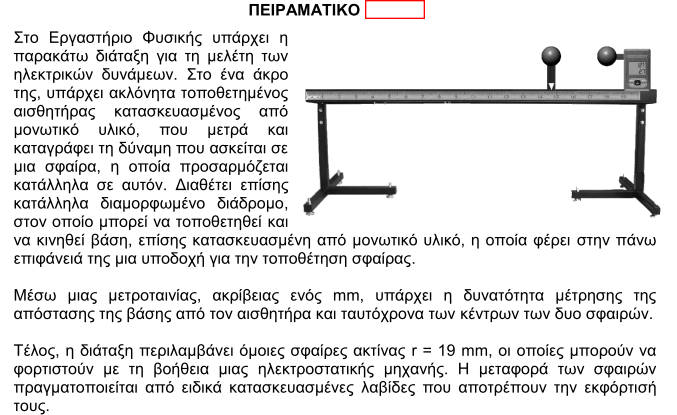 ΠΕΙΡΑΜΑΤΙΚΟ
Στο Εργαστήριο Φυσικής υπάρχει η
παρακάτω διάταξη για τη μελέτη των
ηλεκτρικών δυνάμεων. Στο ένα άκρο
της, υπάρχει ακλόνητα τοποθετημένος
αισθητήρας κατασκευασμένος από
μονωτικό υλικό, που μετρά και
καταγράφει τη δύναμη που ασκείται σε
μια σφαίρα, η οποία προσαρμόζεται
κατάλληλα σε αυτόν. Διαθέτει επίσης
κατάλληλα διαμορφωμένο διάδρομο,
στον οποίο μπορεί να τοποθετηθεί και
να κινηθεί βάση, επίσης κατασκευασμένη από μονωτικό υλικό, η οποία φέρει στην πάνω
επιφάνειά της μια υποδοχή για την τοποθέτηση σφαίρας.
Μέσω μιας μετροταινίας, ακρίβειας ενός mm, υπάρχει η δυνατότητα μέτρησης της
απόστασης της βάσης από τον αισθητήρα και ταυτόχρονα των κέντρων των δυο σφαιρών.
Τέλος, η διάταξη περιλαμβάνει όμοιες σφαίρες ακτίνας r = 19 mm, οι οποίες μπορούν να
φορτιστούν με τη βοήθεια μιας ηλεκτροστατικής μηχανής. Η μεταφορά των σφαιρών
πραγματοποιείται από ειδικά κατασκευασμένες λαβίδες που αποτρέπουν την εκφόρτισή
τους.